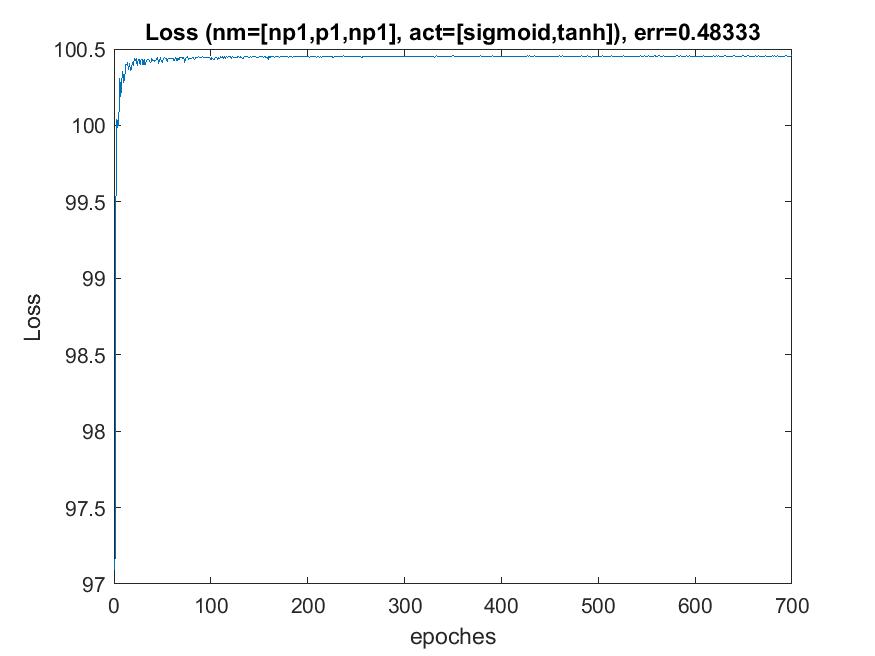 Loss (nm=[np1,p1,np1], act=[sigmoid,tanh]), err=0.48333
100.5
100
99.5
99
98.5
98
97.5
97
Loss
0 100 200 300 400 500 600 700
epoches